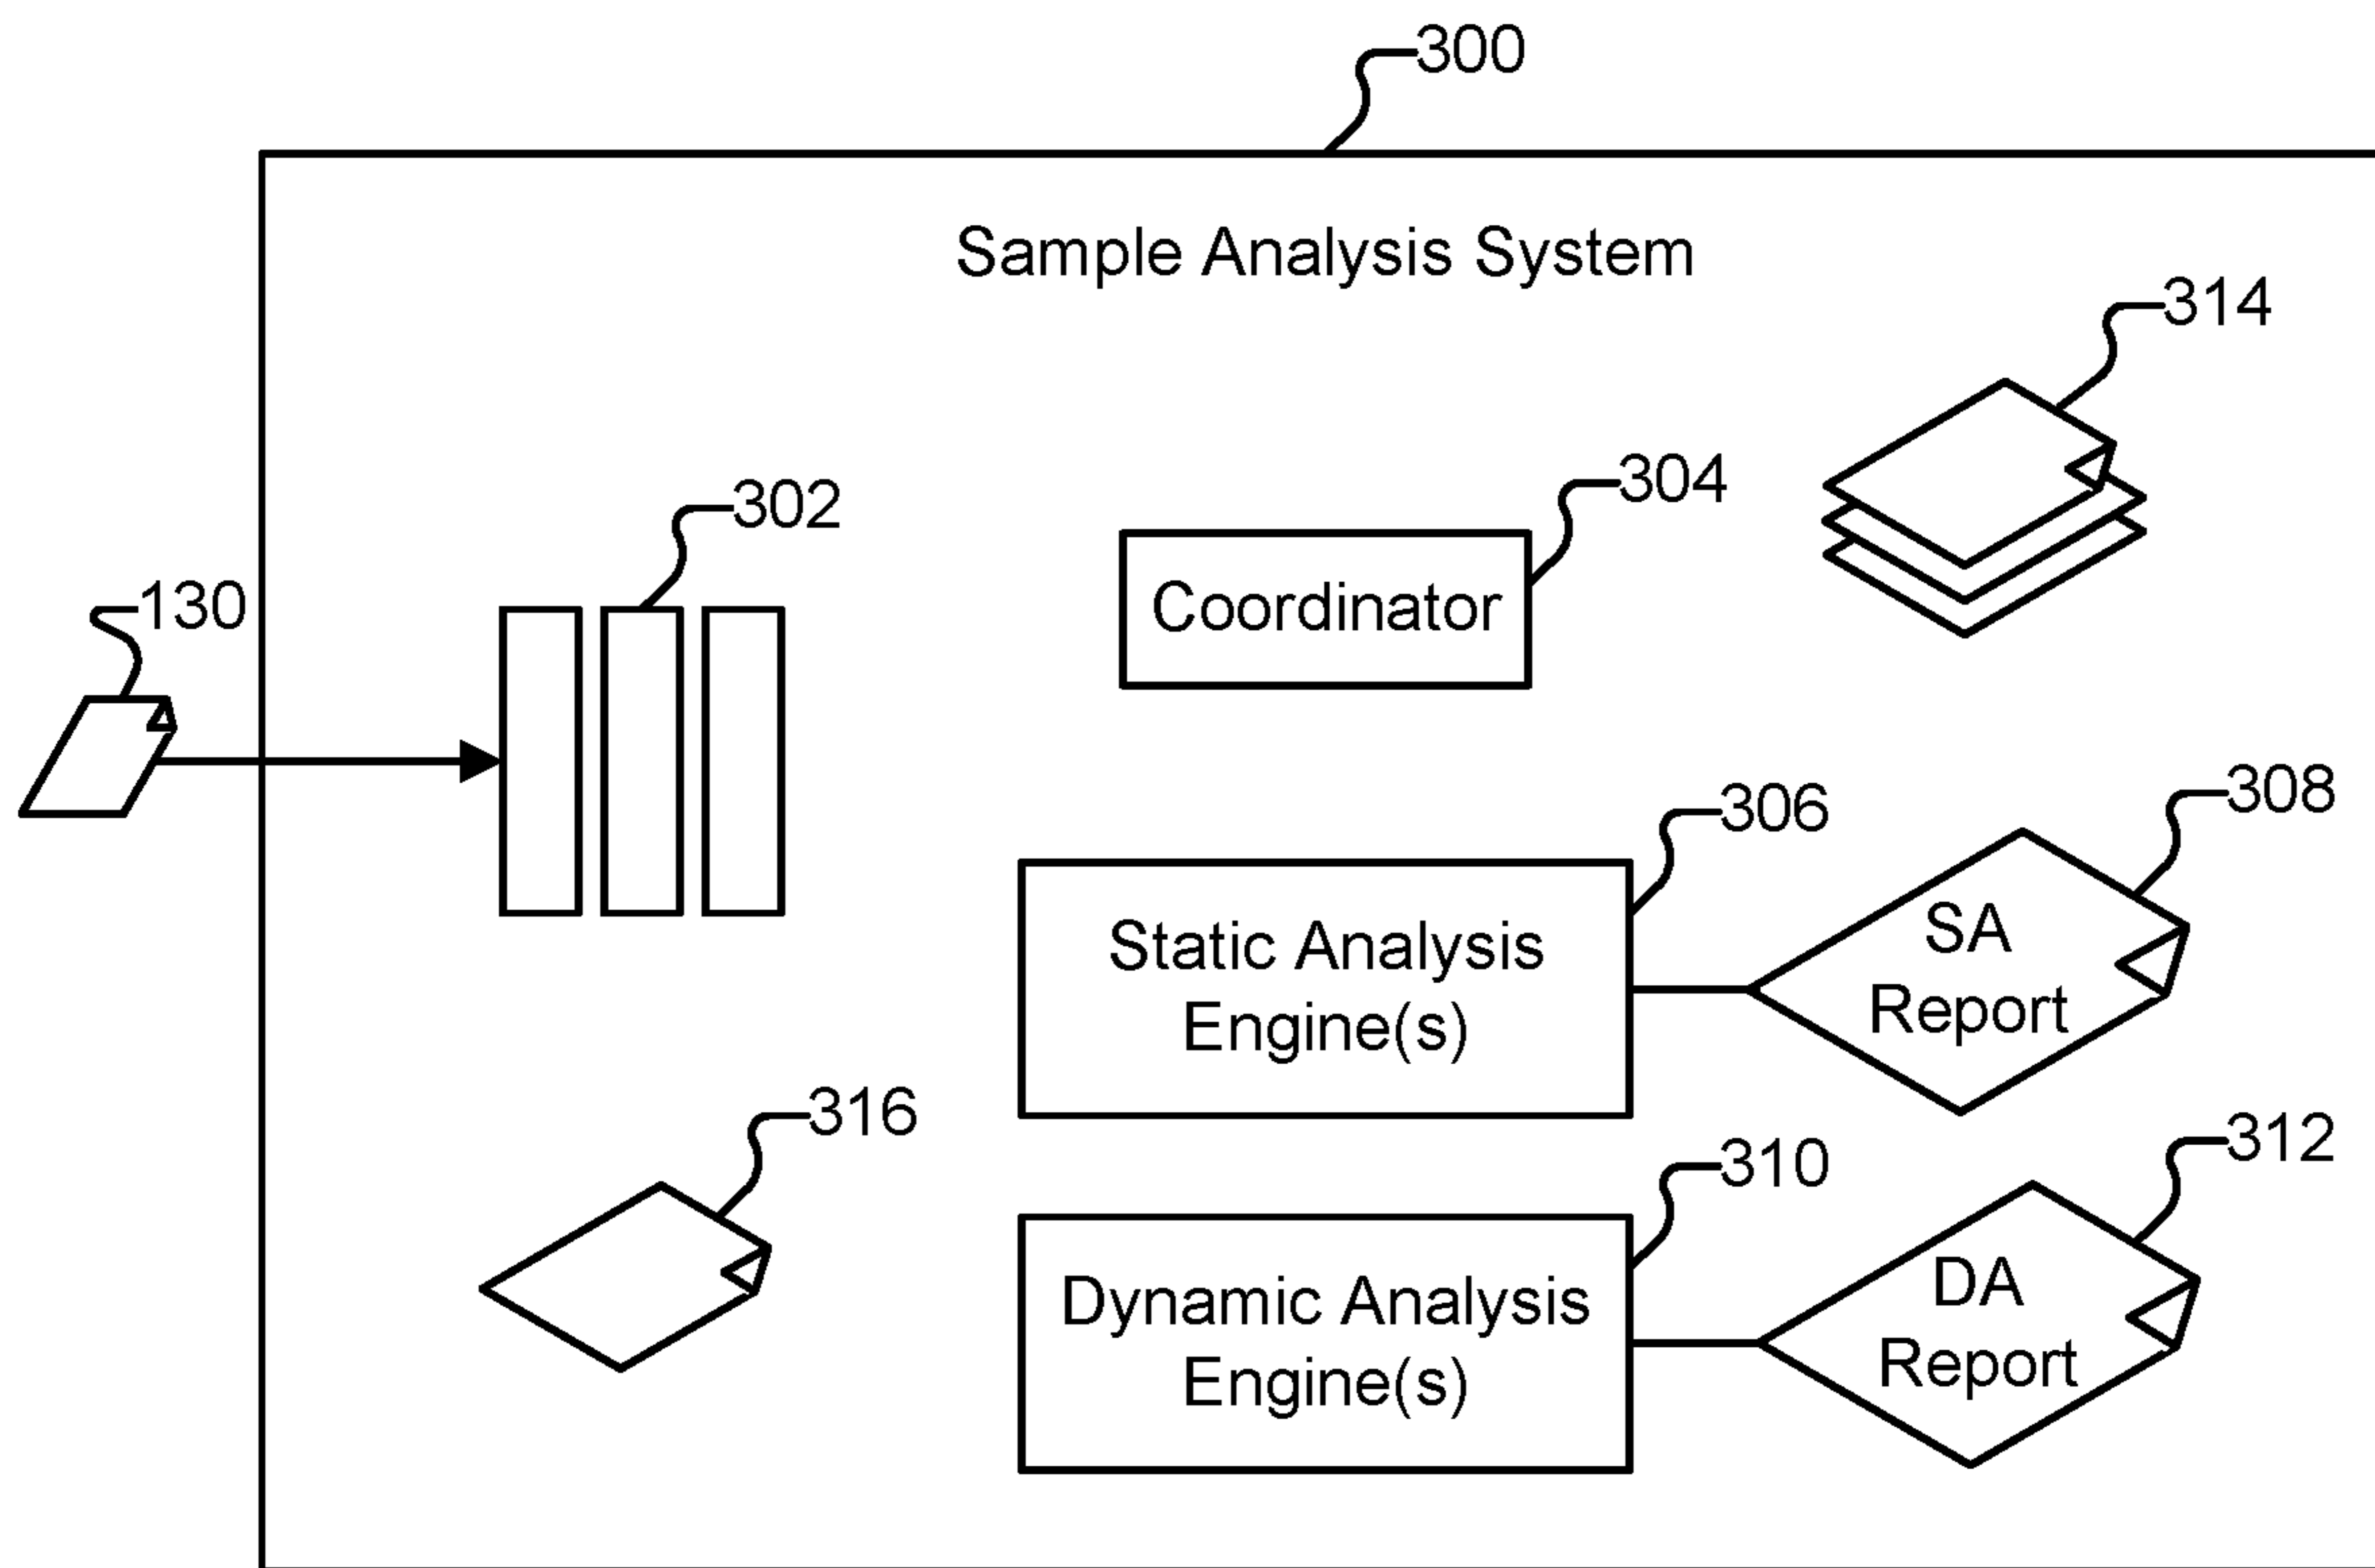 300
Sample Analysis System
314
304
302
Coordinator
130
308
306
SA
Report
Static Analysis
Engine(s)
316
312
310
DA
Report
Dynamic Analysis
Engine(s)